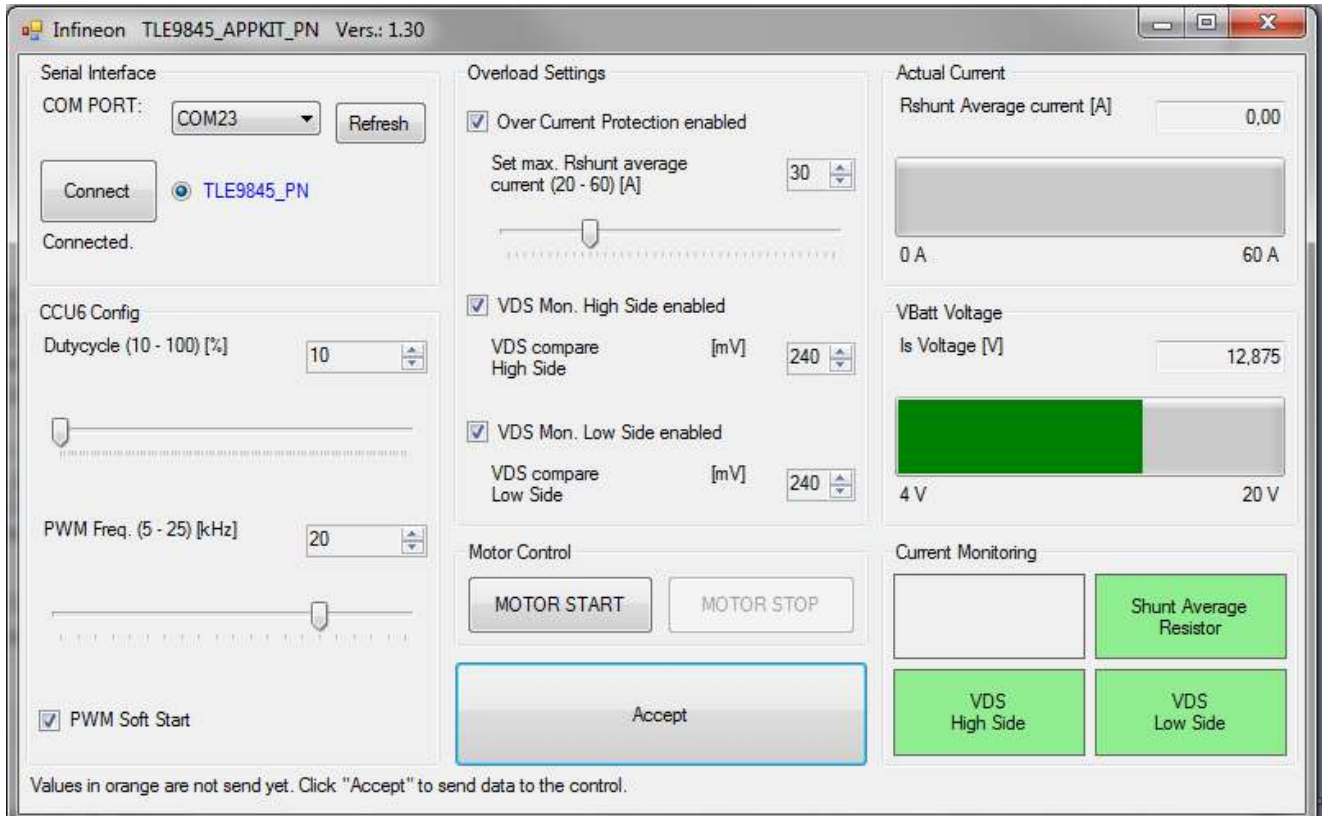 Infineon TLE9845_APPKIT_PN Vers.: 1.30
Serial Interface
COM PORT:
COM23
Refresh
Connect
TLE9845_PN
Connected.
CCU6 Config
Dutycycle (10 - 100) [%]
10
PWM Freq. (5 - 25) [kHz]
20
PWM Soft Start
Overload Settings
Over Current Protection enabled
Set max. Rshunt average
current (20 - 60) [A]
30
VDS Mon. High Side enabled
VDS compare [mV]
High Side
240
VDS Mon. Low Side enabled
VDS compare [mV]
Low Side
240
Motor Control
MOTOR START
MOTOR STOP
Accept
Actual Current
Rshunt Average current [A]
0,00
0 A
60 A
VBatt Voltage
Is Voltage [V]
12,875
4 V
20 V
Current Monitoring
Shunt Average
Resistor
VDS
High Side
VDS
Low Side
Values in orange are not send yet. Click "Accept" to send data to the control.